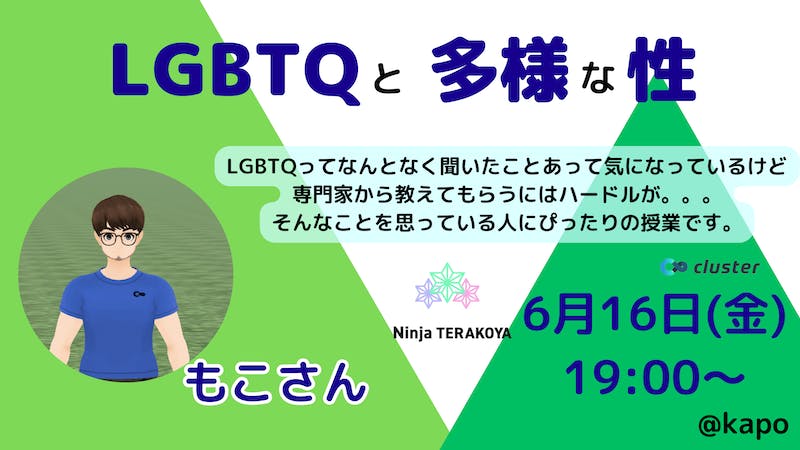 LGBTQと 多様な性
LGBTQってなんとなく聞いたことあって気になっているけど
専門家から教えてもらうにはハードルが。。。
そんなことを思っている人にぴったりの授業です。
cluster
Ninja TERAKOYA
6月16日(金)
19:00〜
もこさん
@kapo